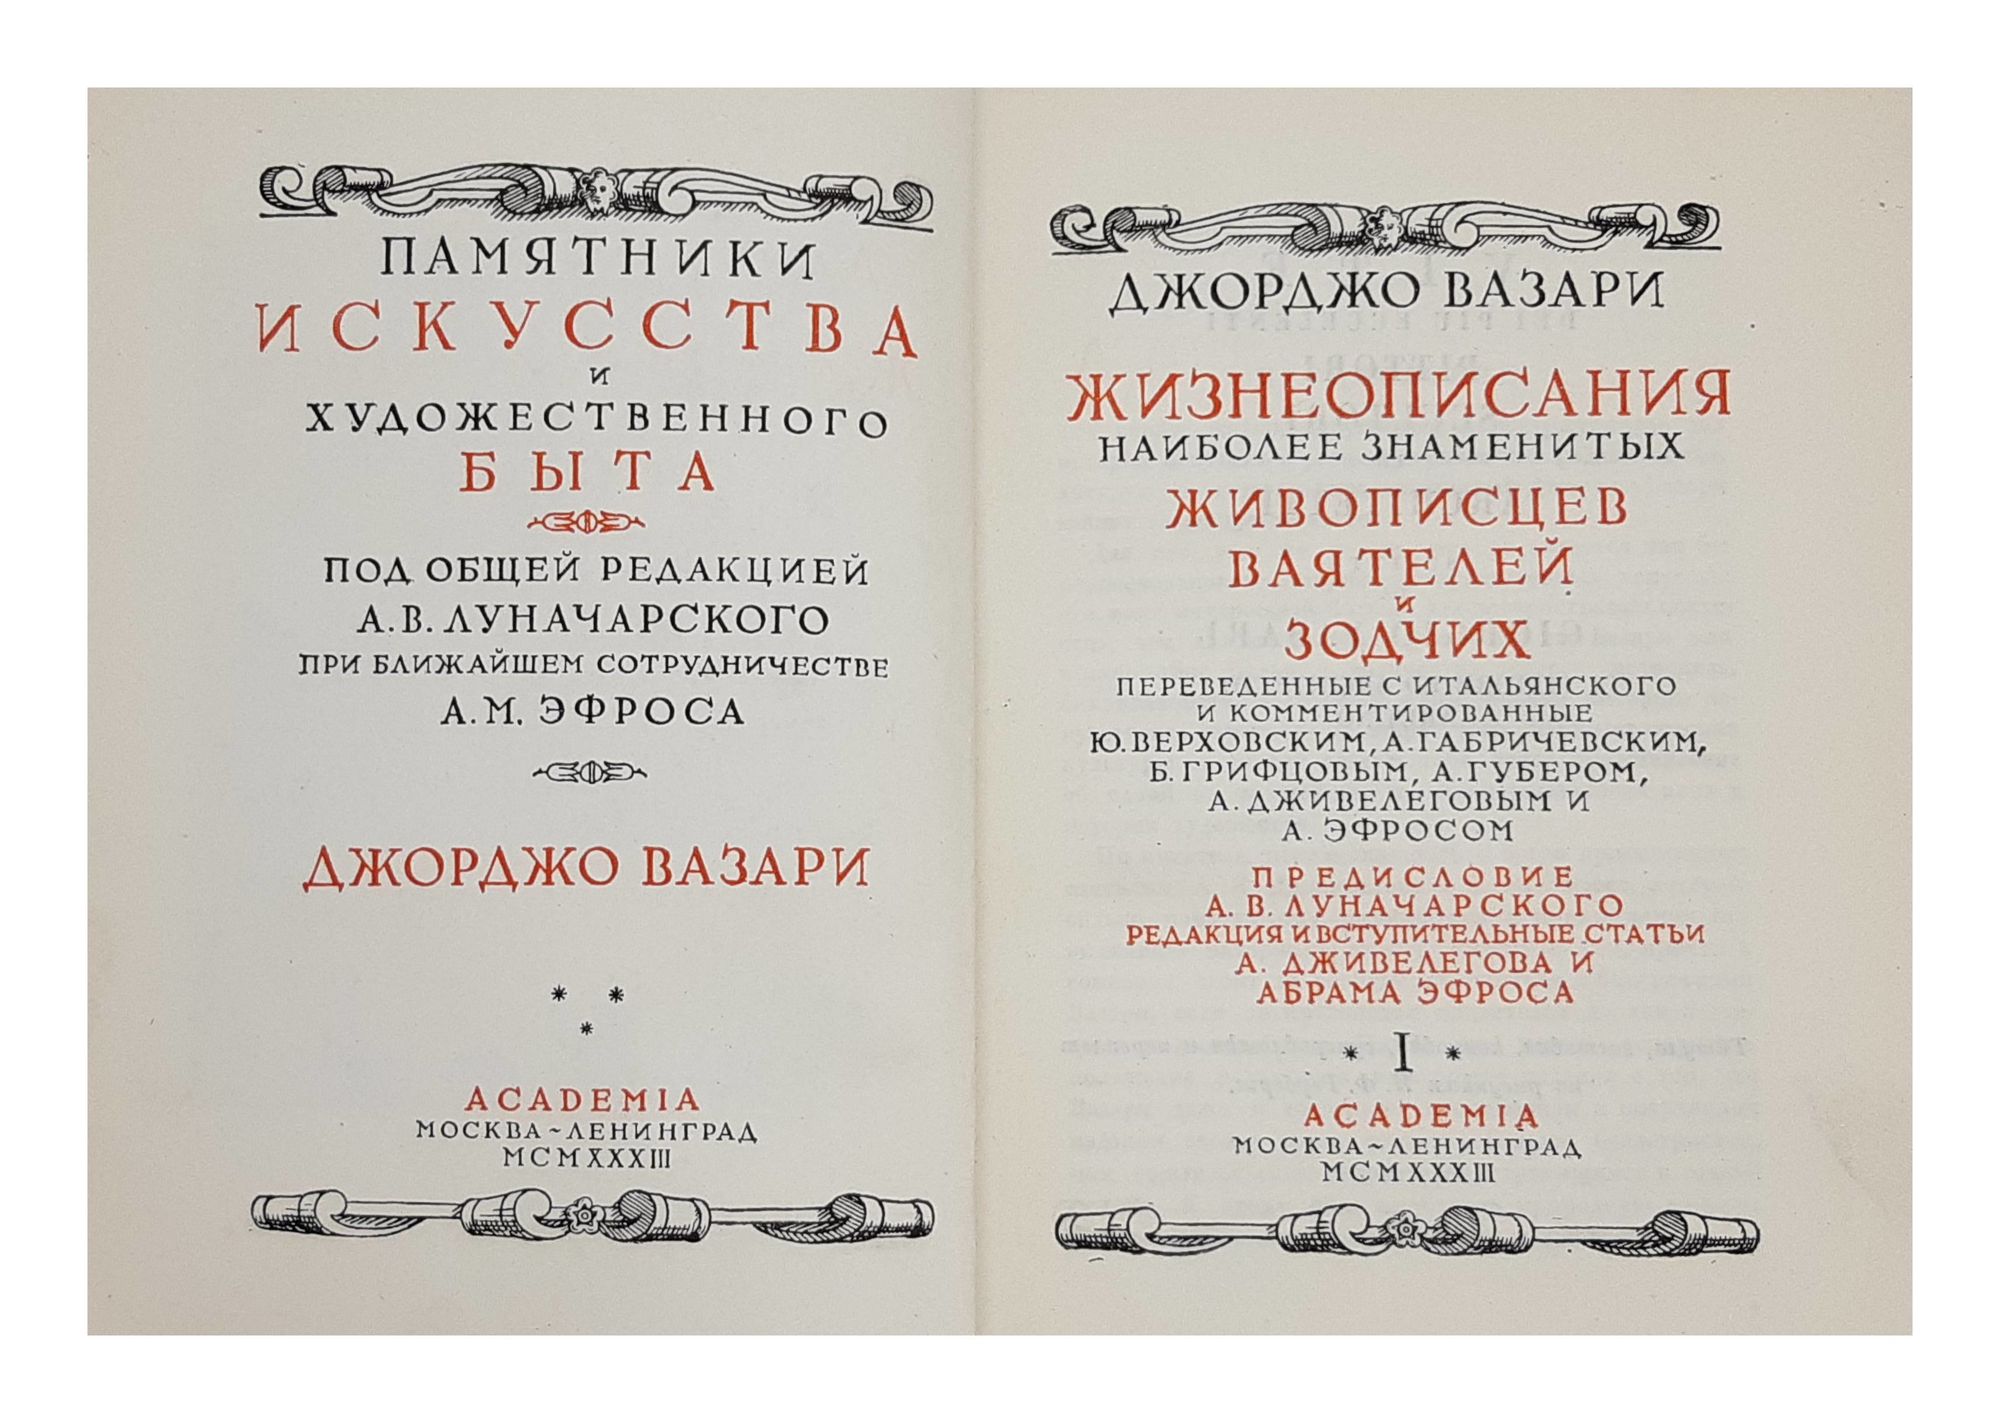 ПАМЯТНИКИ
ИСКУССТВА
И
ХУДОЖЕСТВЕННОГО
БЫТА
ПОД ОБЩЕЙ РЕДАКЦИЕЙ
А. В. ЛУНАЧАРСКОГО
ПРИ БЛИЖАЙШЕМ СОТРУДНИЧЕСТВЕ
А. М. ЭФРОСА
ДЖОРДЖО ВАЗАРИ
* *
*
ACADEMIA
МОСКВА~ЛЕНИНГРАД
MCMXXXIII
ДЖОРДЖО ВАЗАРИ
ЖИЗНЕОПИСАНИЯ
НАИБОЛЕЕ ЗНАМЕНИТЫХ
ЖИВОПИСЦЕВ
ВАЯТЕЛЕЙ
И
ЗОДЧИХ
ПЕРЕВЕДЕННЫЕ С ИТАЛЬЯНСКОГО
И КОММЕНТИРОВАННЫЕ
Ю. ВЕРХОВСКИМ, А. ГАБРИЧЕВСКИМ,
Б. ГРИФЦОВЫМ, А. ГУБЕРОМ,
А. ДЖИВЕЛЕГОВЫМ И
А. ЭФРОСОМ
ПРЕДИСЛОВИЕ
А. В. ЛУНАЧАРСКОГО
РЕДАКЦИЯ И ВСТУПИТЕЛЬНЫЕ СТАТЬИ
А. ДЖИВЕЛЕГОВА И
АБРАМА ЭФРОСА
* I *
ACADEMIA
МОСКВА~ЛЕНИНГРАД
MCMXXXIII